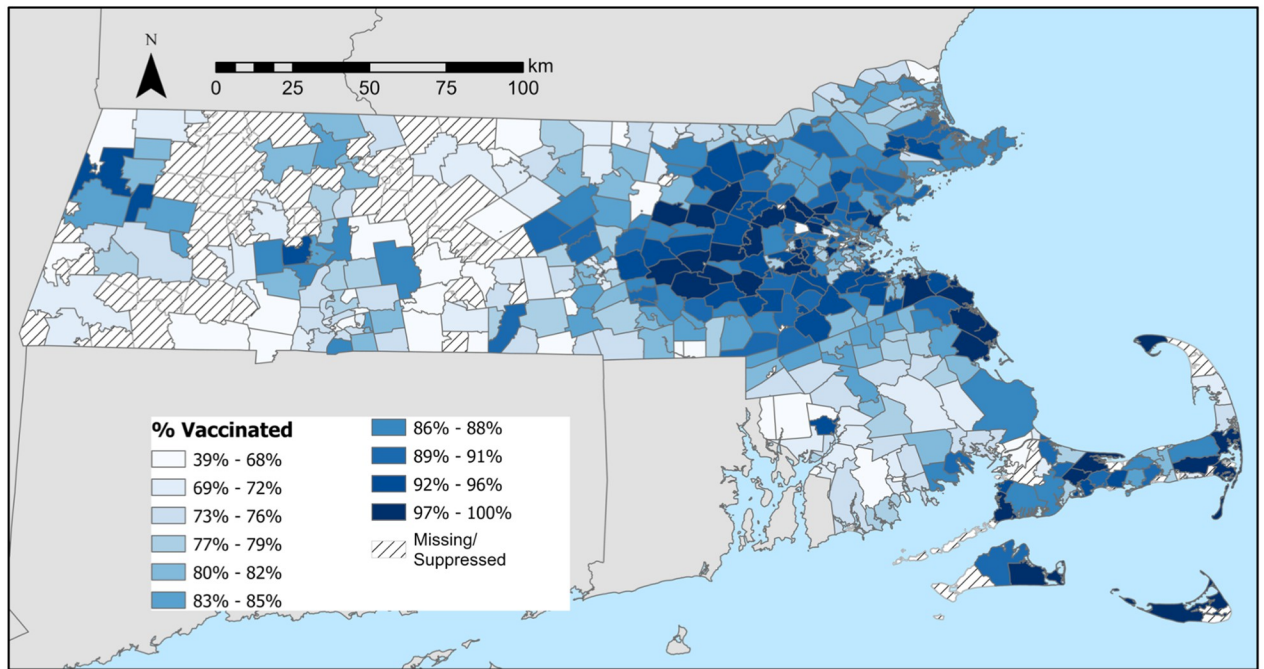 N
km
0 25 50 75 100
% Vaccinated
39% - 68%
69% - 72%
73% - 76%
77% - 79%
80% - 82%
83% - 85%
86% - 88%
89% - 91%
92% - 96%
97% - 100%
Missing/
Suppressed